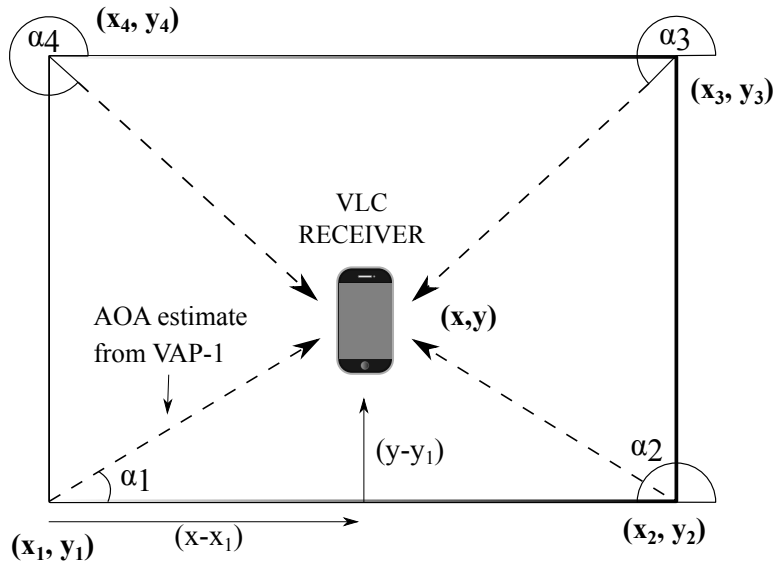 (x₄, y₄)
α4
α3
(x₃, y₃)
VLC
RECEIVER
(x,y)
AOA estimate
from VAP-1
(y-y₁)
α1
α2
(x-x₁)
(x₁, y₁)
(x₂, y₂)